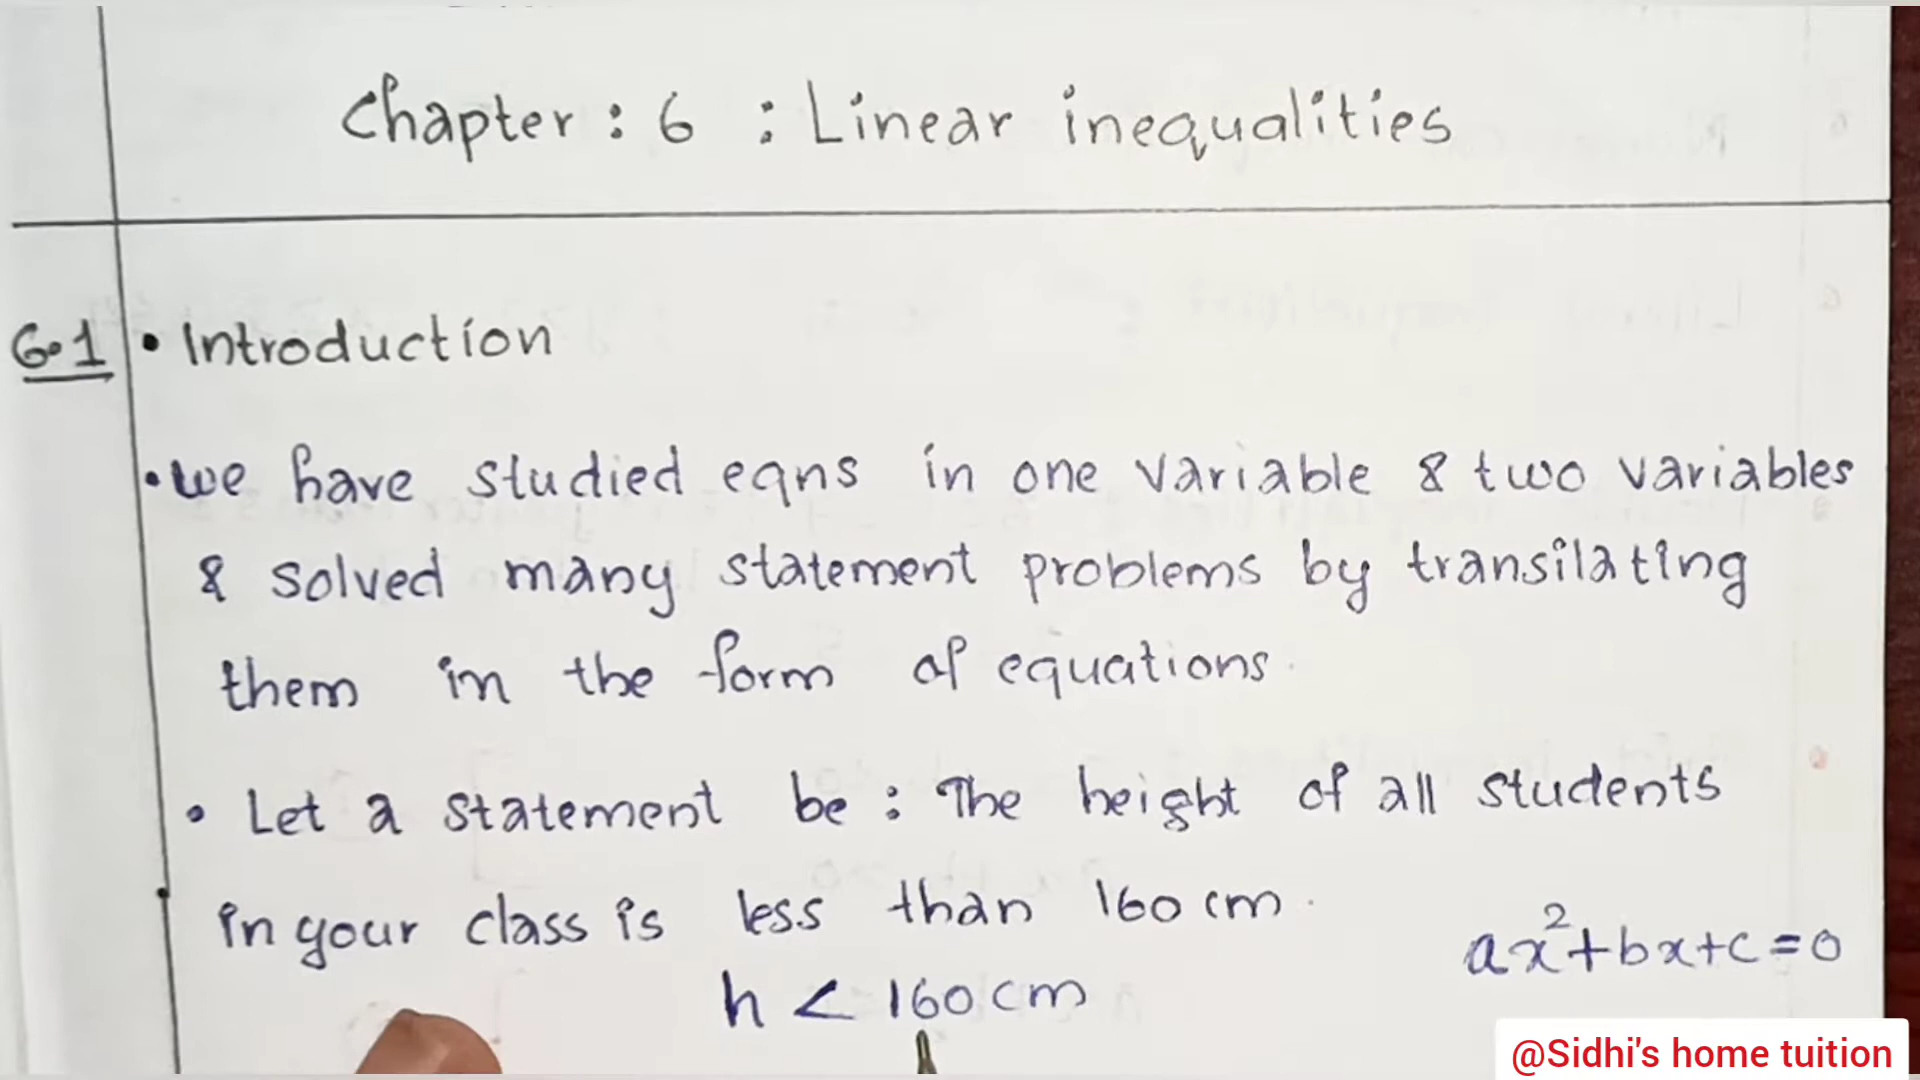 Chapter : 6 : Linear inequalities
6.1 • Introduction
• we have studied eqns in one variable & two variables
& solved many statement problems by transilating
them in the form of equations.
• Let a statement be : The height of all students
in your class is less than 160 cm.
ax²+bx+c=0
h < 160cm
@Sidhi's home tuition